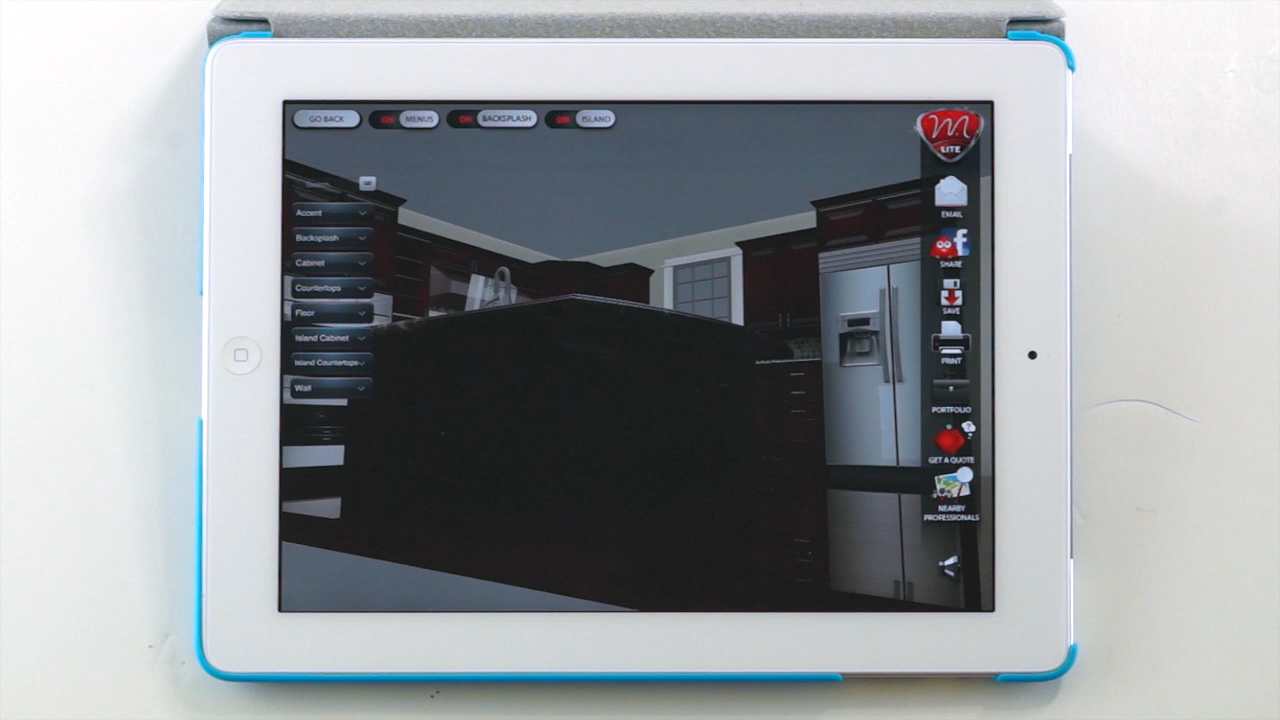 GO BACK
ON MENUS
ON BACKSPLASH
ON ISLAND
m
LITE
Accent
Backsplash
Cabinet
Countertops
Floor
Island Cabinet
Island Countertops
Wall
EMAIL
f
SHARE
SAVE
PRINT
PORTFOLIO
?
GET A QUOTE
NEARBY
PROFESSIONALS